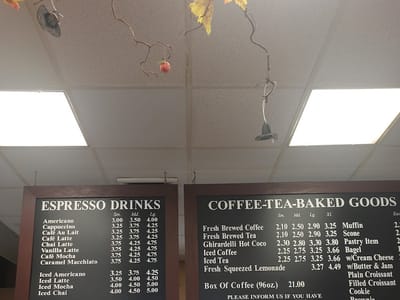 ESPRESSO DRINKS
Sm. Md. Lg.
Americano 3.00 3.50 4.00
Cappuccino 3.25 3.75 4.25
Café Au Lait 3.25 3.75 4.25
Café Latte 3.25 3.75 4.25
Chai Latte 3.75 4.25 4.75
Vanilla Latte 3.75 4.25 4.75
Café Mocha 3.75 4.25 4.75
Caramel Macchiato 3.75 4.25 4.75
Iced Americano 3.25 3.75 4.25
Iced Latte 3.50 4.00 4.50
Iced Mocha 4.00 4.50 5.00
Iced Chai 4.00 4.50 5.00
COFFEE-TEA-BAKED GOODS
Sm. Md. Lg. XL
Fresh Brewed Coffee 2.10 2.50 2.90 3.25
Fresh Brewed Tea 2.10 2.50 2.90 3.25
Ghirardelli Hot Coco 2.30 2.80 3.30 3.80
Iced Coffee 2.25 2.75 3.25 3.66
Iced Tea 2.25 2.75 3.25 3.66
Fresh Squeezed Lemonade 3.27 4.49
Box Of Coffee (96oz.) 21.00
PLEASE INFORM US IF
Muffin
Scone
Pastry Item
Bagel
w/Cream Cheese
w/Butter & Jam
Plain Croissant
Filled Croissant
Cookie
Brownie